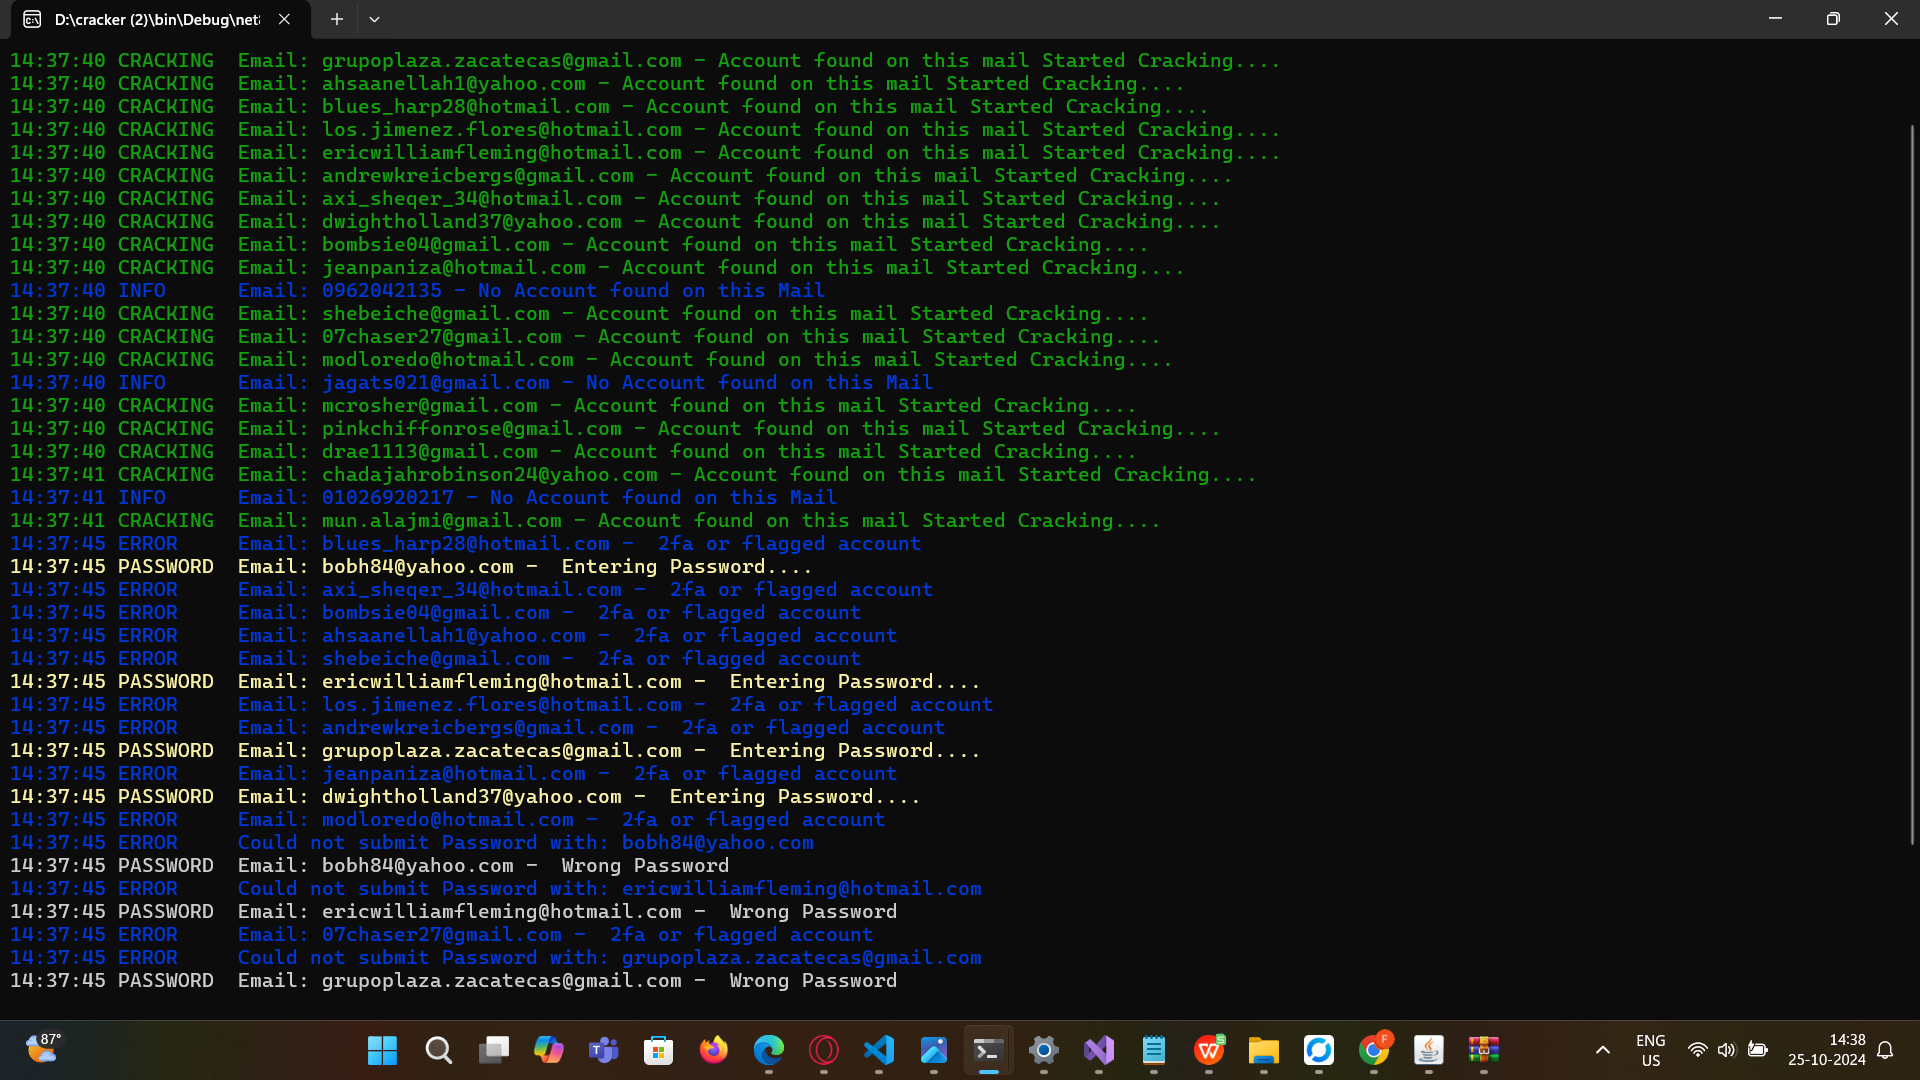 D:\cracker (2)\bin\Debug\net8
14:37:40 CRACKING  Email: grupoplaza.zacatecas@gmail.com - Account found on this mail Started Cracking....
14:37:40 CRACKING  Email: ahsaanellah1@yahoo.com - Account found on this mail Started Cracking....
14:37:40 CRACKING  Email: blues_harp28@hotmail.com - Account found on this mail Started Cracking....
14:37:40 CRACKING  Email: los.jimenez.flores@hotmail.com - Account found on this mail Started Cracking....
14:37:40 CRACKING  Email: ericwilliamfleming@hotmail.com - Account found on this mail Started Cracking....
14:37:40 CRACKING  Email: andrewkreicbergs@gmail.com - Account found on this mail Started Cracking....
14:37:40 CRACKING  Email: axi_sheqer_34@hotmail.com - Account found on this mail Started Cracking....
14:37:40 CRACKING  Email: dwightholland37@yahoo.com - Account found on this mail Started Cracking....
14:37:40 CRACKING  Email: bombsie04@gmail.com - Account found on this mail Started Cracking....
14:37:40 CRACKING  Email: jeanpaniza@hotmail.com - Account found on this mail Started Cracking....
14:37:40 INFO      Email: 0962042135 - No Account found on this Mail
14:37:40 CRACKING  Email: shebeiche@gmail.com - Account found on this mail Started Cracking....
14:37:40 CRACKING  Email: 07chaser27@gmail.com - Account found on this mail Started Cracking....
14:37:40 CRACKING  Email: modloredo@hotmail.com - Account found on this mail Started Cracking....
14:37:40 INFO      Email: jagats021@gmail.com - No Account found on this Mail
14:37:40 CRACKING  Email: mcrosher@gmail.com - Account found on this mail Started Cracking....
14:37:40 CRACKING  Email: pinkchiffonrose@gmail.com - Account found on this mail Started Cracking....
14:37:40 CRACKING  Email: drae1113@gmail.com - Account found on this mail Started Cracking....
14:37:41 CRACKING  Email: chadajahrobinson24@yahoo.com - Account found on this mail Started Cracking....
14:37:41 INFO      Email: 01026920217 - No Account found on this Mail
14:37:41 CRACKING  Email: mun.alajmi@gmail.com - Account found on this mail Started Cracking....
14:37:45 ERROR     Email: blues_harp28@hotmail.com -  2fa or flagged account
14:37:45 PASSWORD  Email: bobh84@yahoo.com -  Entering Password....
14:37:45 ERROR     Email: axi_sheqer_34@hotmail.com -  2fa or flagged account
14:37:45 ERROR     Email: bombsie04@gmail.com -  2fa or flagged account
14:37:45 ERROR     Email: ahsaanellah1@yahoo.com -  2fa or flagged account
14:37:45 ERROR     Email: shebeiche@gmail.com -  2fa or flagged account
14:37:45 PASSWORD  Email: ericwilliamfleming@hotmail.com -  Entering Password....
14:37:45 ERROR     Email: los.jimenez.flores@hotmail.com -  2fa or flagged account
14:37:45 ERROR     Email: andrewkreicbergs@gmail.com -  2fa or flagged account
14:37:45 PASSWORD  Email: grupoplaza.zacatecas@gmail.com -  Entering Password....
14:37:45 ERROR     Email: jeanpaniza@hotmail.com -  2fa or flagged account
14:37:45 PASSWORD  Email: dwightholland37@yahoo.com -  Entering Password....
14:37:45 ERROR     Email: modloredo@hotmail.com -  2fa or flagged account
14:37:45 ERROR     Could not submit Password with: bobh84@yahoo.com
14:37:45 PASSWORD  Email: bobh84@yahoo.com -  Wrong Password
14:37:45 ERROR     Could not submit Password with: ericwilliamfleming@hotmail.com
14:37:45 PASSWORD  Email: ericwilliamfleming@hotmail.com -  Wrong Password
14:37:45 ERROR     Email: 07chaser27@gmail.com -  2fa or flagged account
14:37:45 ERROR     Could not submit Password with: grupoplaza.zacatecas@gmail.com
14:37:45 PASSWORD  Email: grupoplaza.zacatecas@gmail.com -  Wrong Password
87°
ENG
US
14:38
25-10-2024